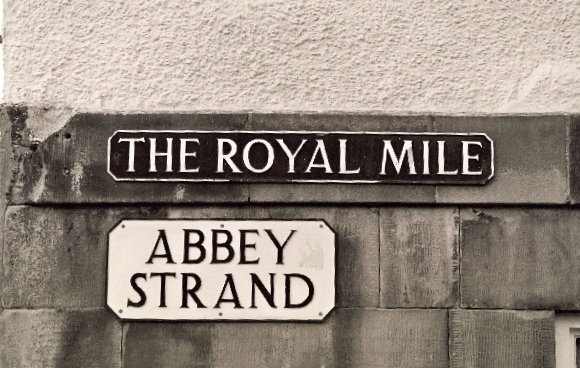 THE ROYAL MILE
ABBEY
STRAND